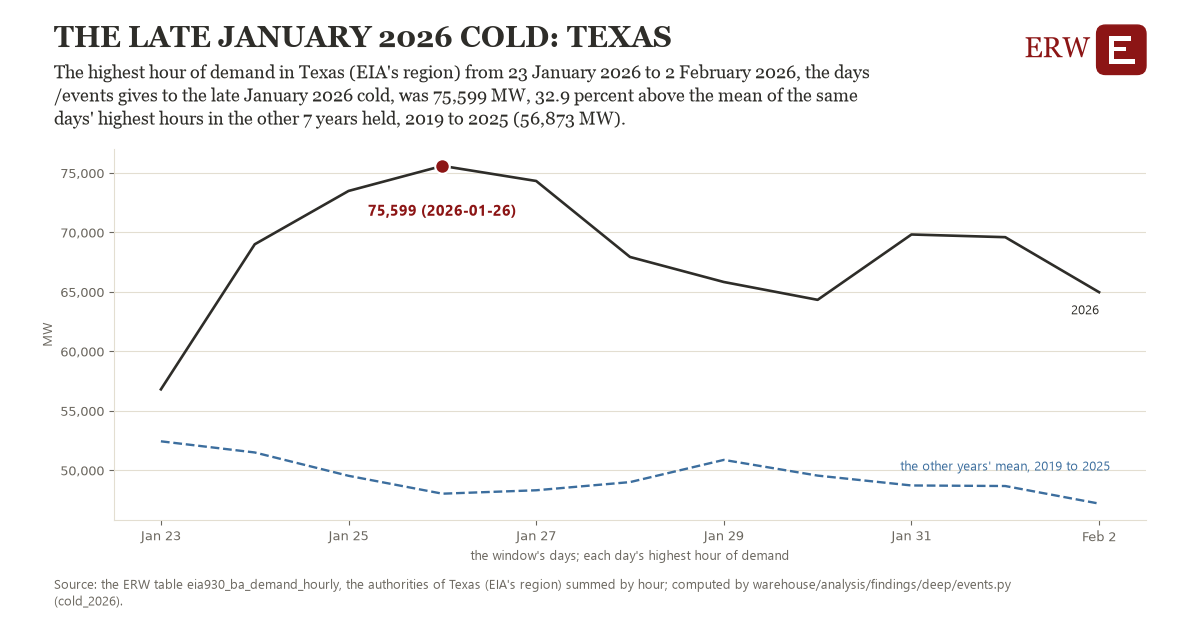 THE LATE JANUARY 2026 COLD: TEXAS
ERW E
The highest hour of demand in Texas (EIA's region) from 23 January 2026 to 2 February 2026, the days
/events gives to the late January 2026 cold, was 75,599 MW, 32.9 percent above the mean of the same
days' highest hours in the other 7 years held, 2019 to 2025 (56,873 MW).
75,000
75,599 (2026-01-26)
70,000
65,000
2026
MW
60,000
55,000
the other years' mean, 2019 to 2025
50,000
Jan 23
Jan 25
Jan 27
Jan 29
Jan 31
Feb 2
the window's days; each day's highest hour of demand
Source: the ERW table eia930_ba_demand_hourly, the authorities of Texas (EIA's region) summed by hour; computed by warehouse/analysis/findings/deep/events.py
(cold_2026).